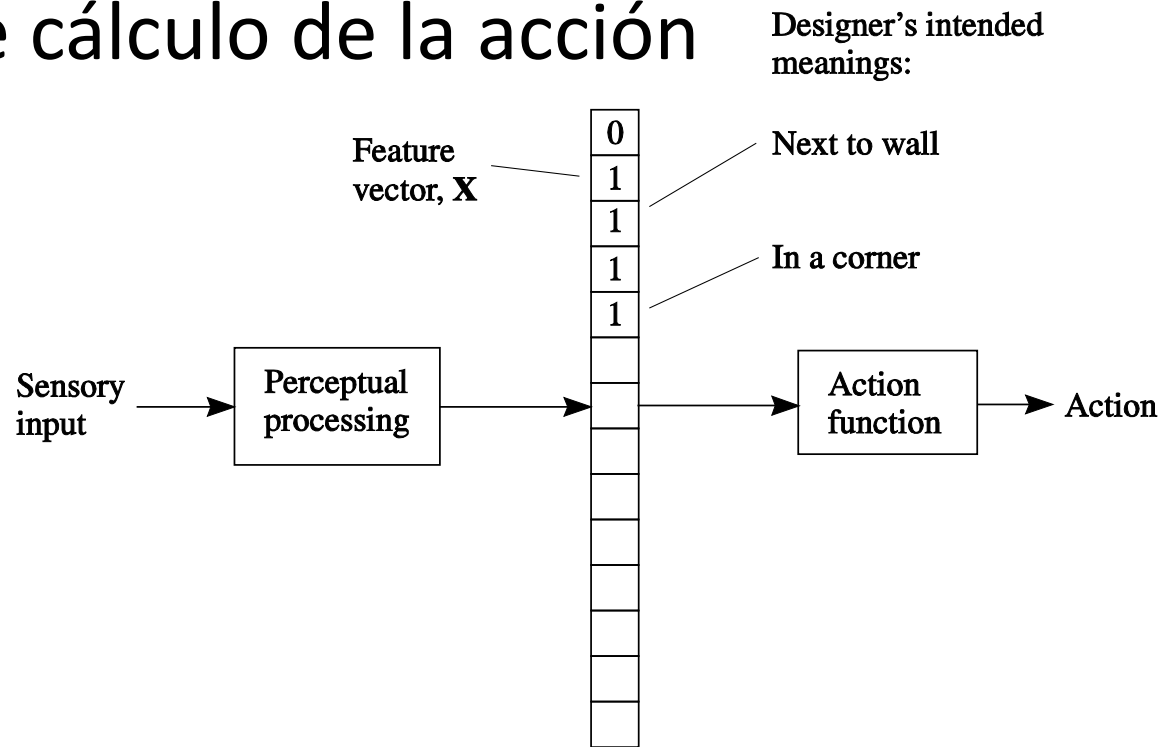 e cálculo de la acción
Designer's intended
meanings:
Feature
vector, X
0
1
1
1
1
Next to wall
In a corner
Sensory
input
Perceptual
processing
Action
function
Action